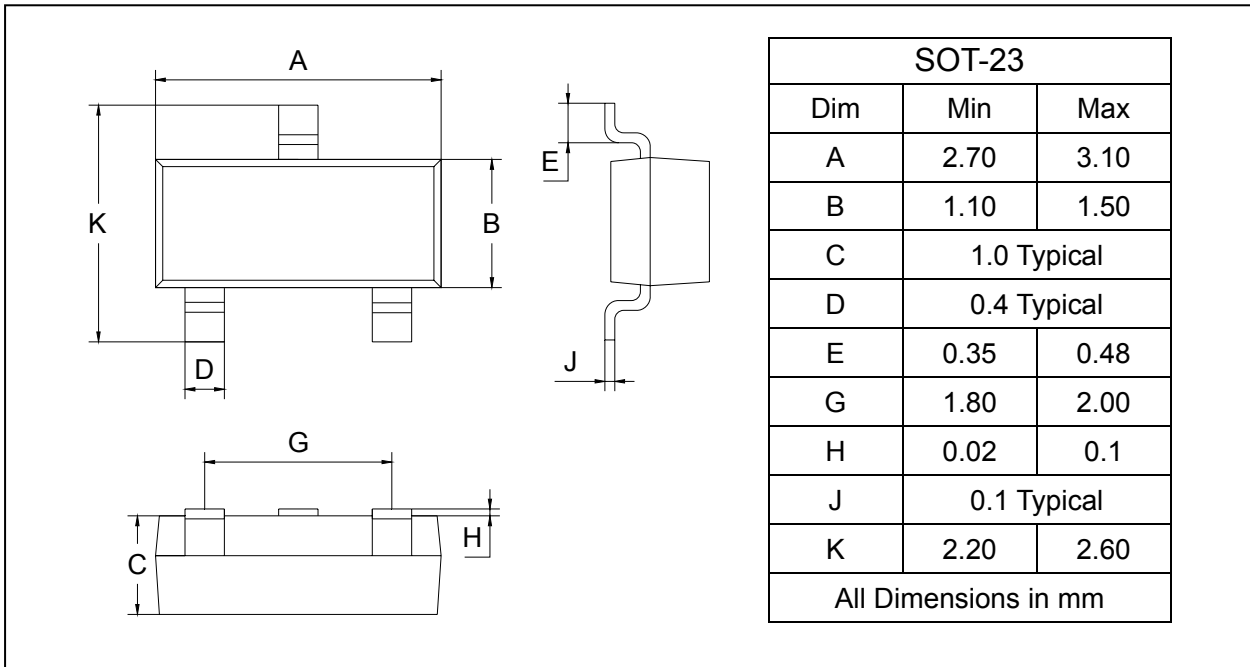 A
K
B
D
E
J
G
C
H
SOT-23
Dim Min Max
A 2.70 3.10
B 1.10 1.50
C 1.0 Typical
D 0.4 Typical
E 0.35 0.48
G 1.80 2.00
H 0.02 0.1
J 0.1 Typical
K 2.20 2.60
All Dimensions in mm